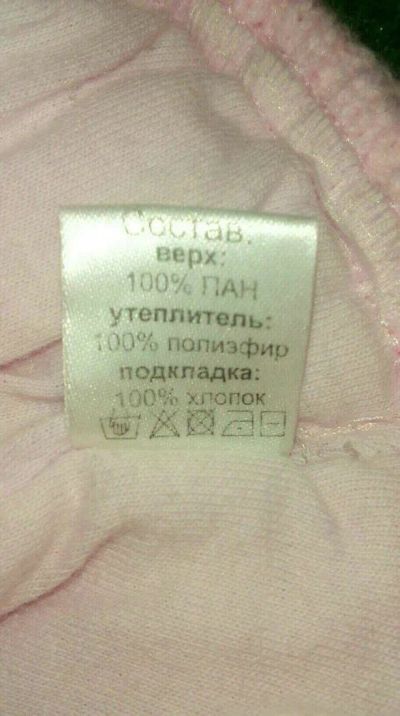 Состав:
верх:
100% ПАН
утеплитель:
100% полиэфир
подкладка:
100% хлопок